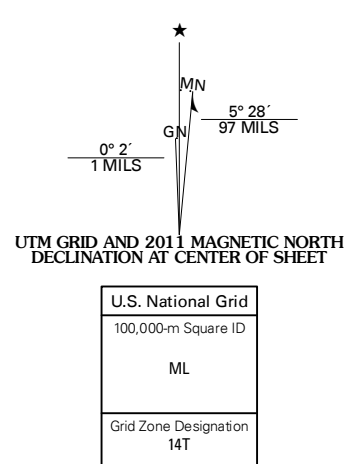 MN
GN
5° 28´
97 MILS
0° 2´
1 MILS
UTM GRID AND 2011 MAGNETIC NORTH
DECLINATION AT CENTER OF SHEET
U.S. National Grid
100,000-m Square ID
ML
Grid Zone Designation
14T